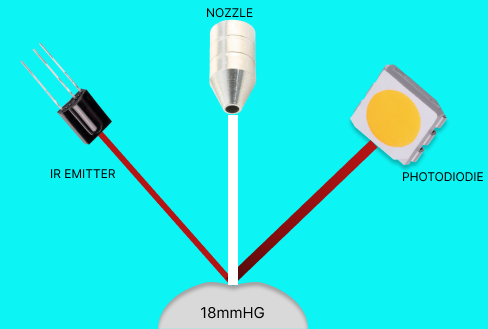 NOZZLE
IR EMITTER
PHOTODIODIE
18mmHG